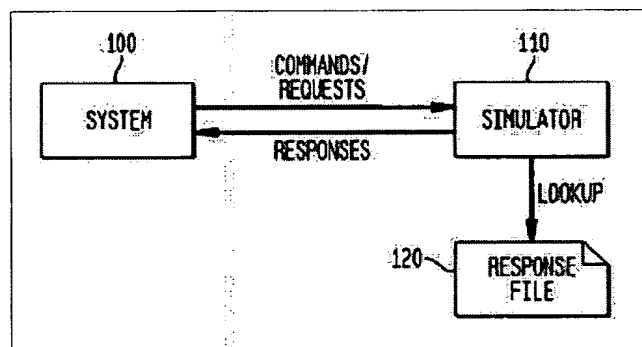 100
110
COMMANDS/
REQUESTS
SYSTEM
SIMULATOR
RESPONSES
LOOKUP
120
RESPONSE
FILE